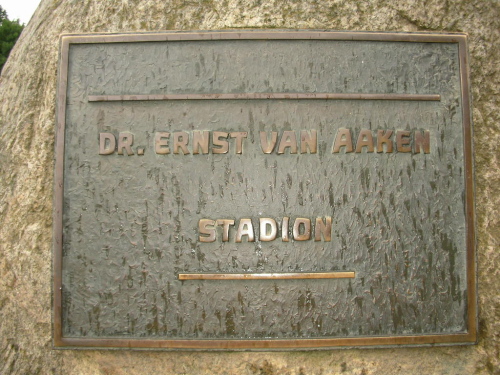 DR. ERNST VAN AAKEN
STADION